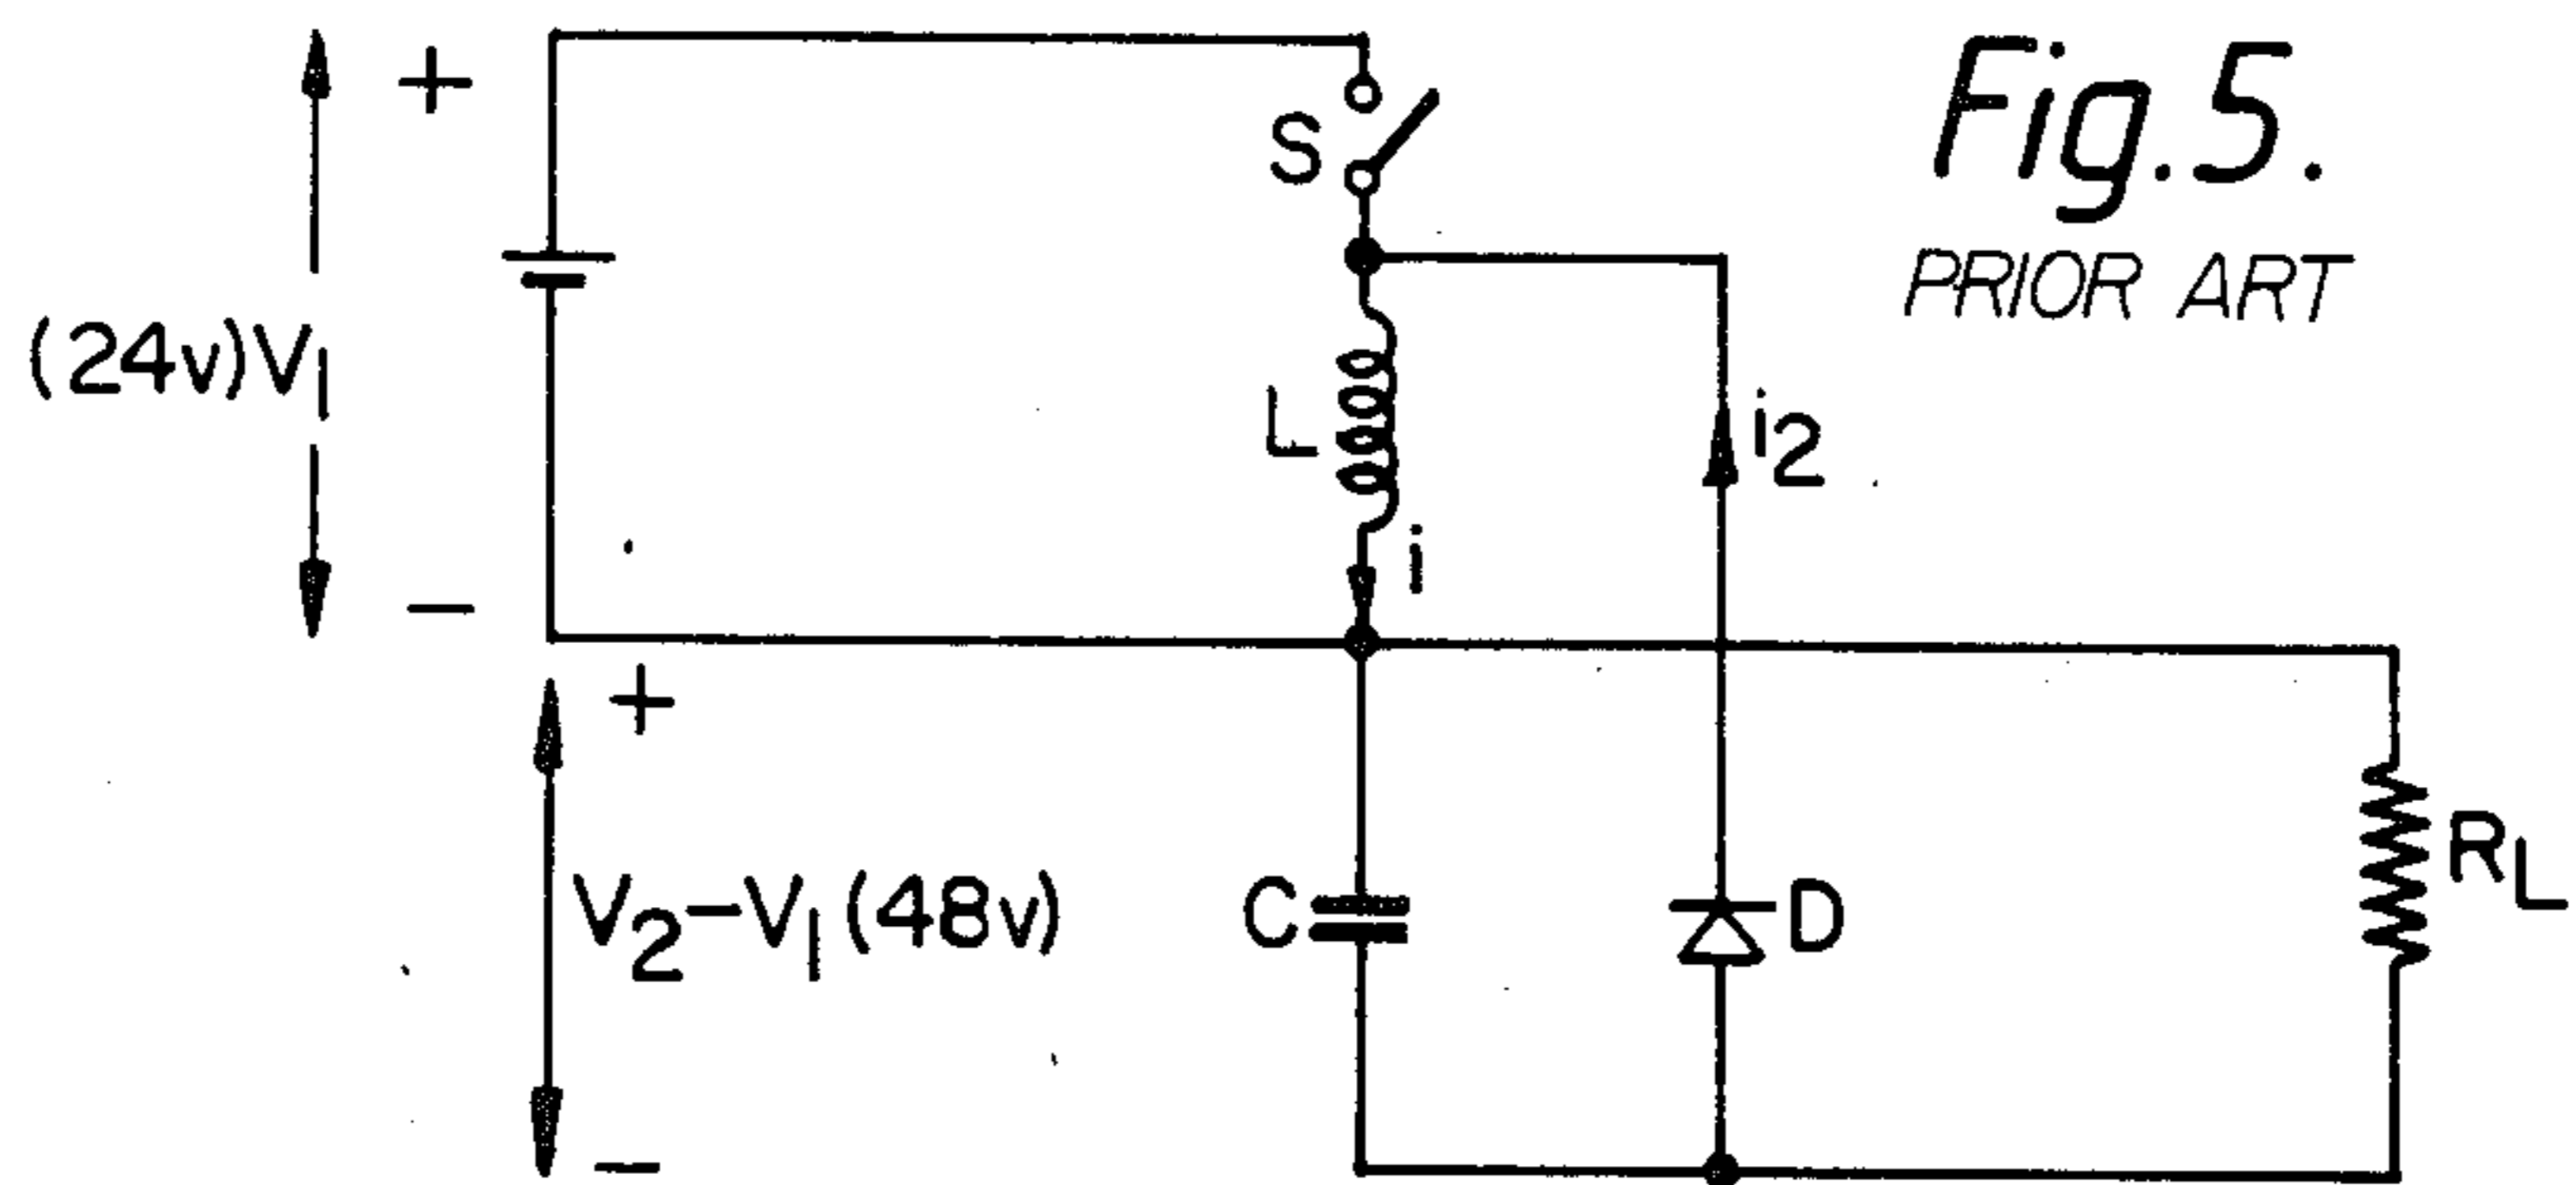 Fig.5.
PRIOR ART
+
S
(24v)V1
L
i2
i
−
+
V2−V1(48v)
C
D
RL
−